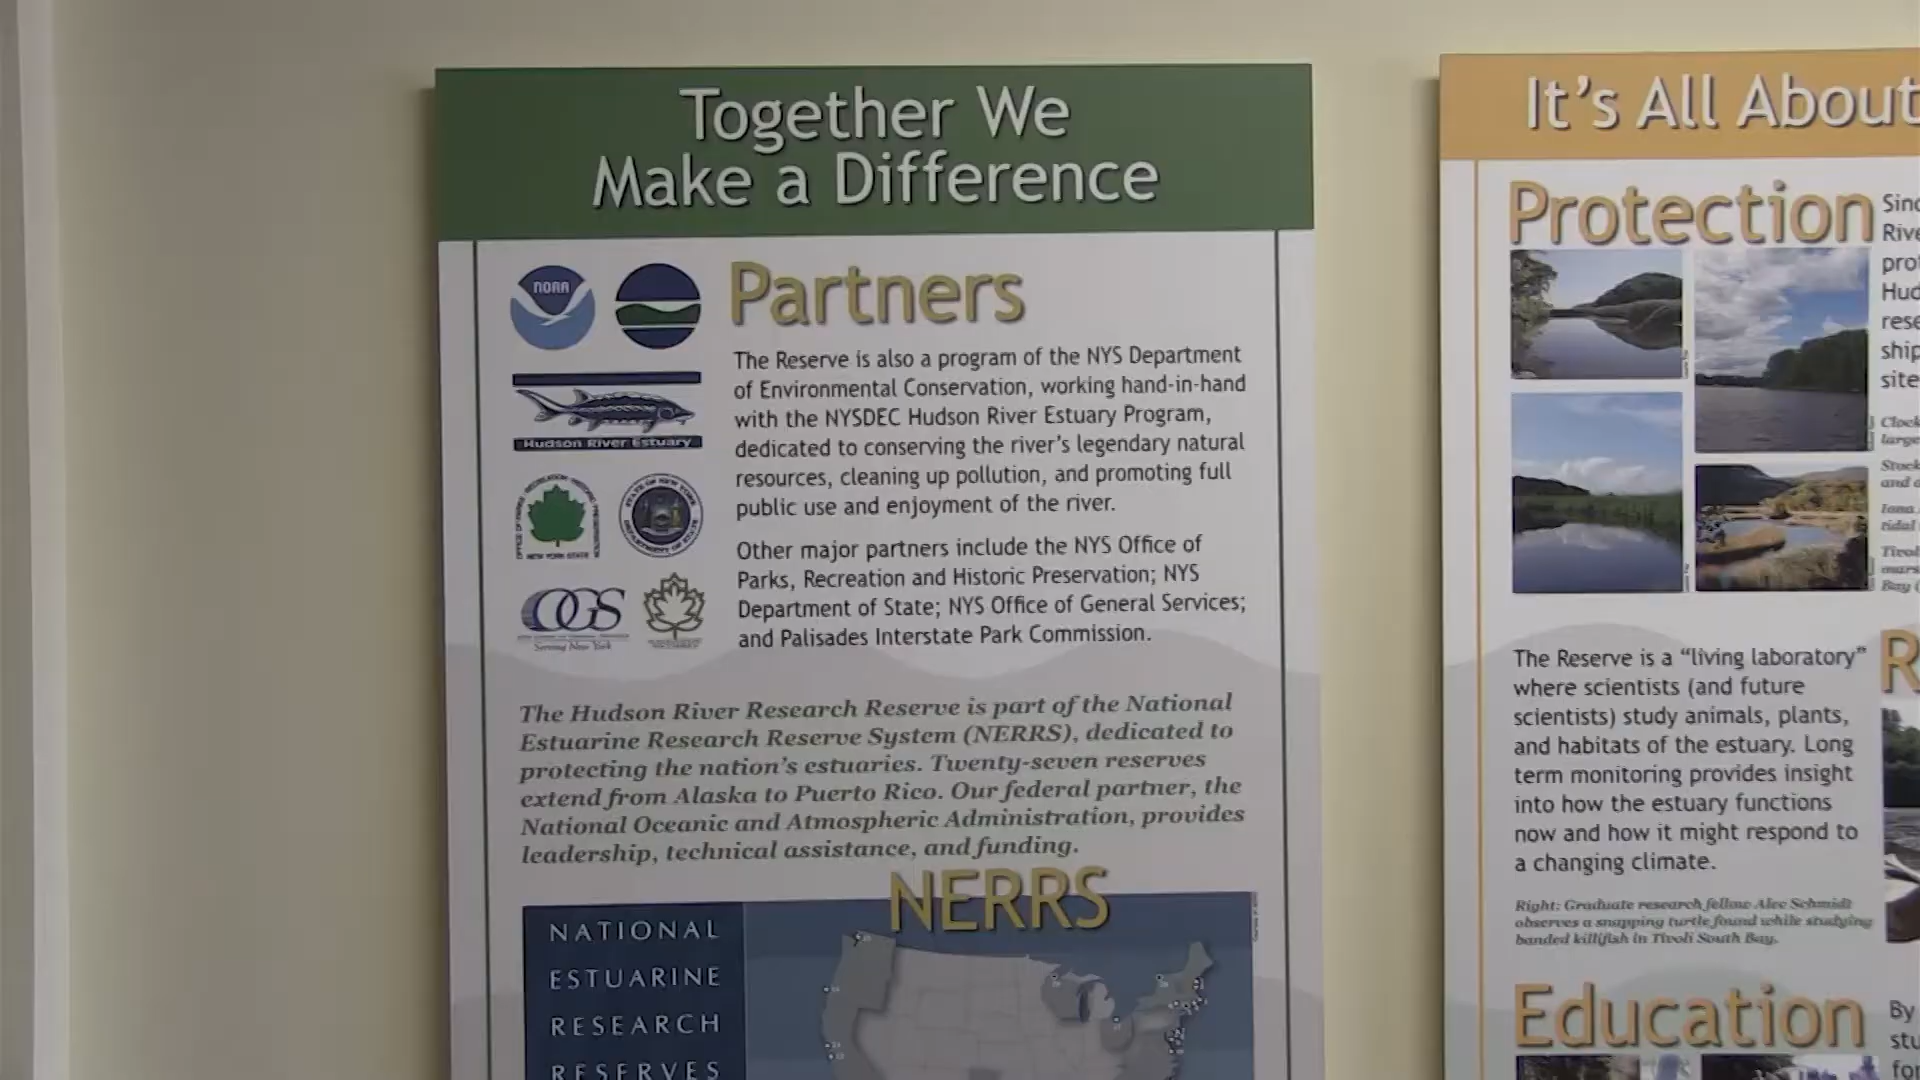 Together We
Make a Difference
NOAA
Hudson River Estuary
NEW YORK STATE
OGS
Serving New York
Partners
The Reserve is also a program of the NYS Department
of Environmental Conservation, working hand-in-hand
with the NYSDEC Hudson River Estuary Program,
dedicated to conserving the river's legendary natural
resources, cleaning up pollution, and promoting full
public use and enjoyment of the river.
Other major partners include the NYS Office of
Parks, Recreation and Historic Preservation; NYS
Department of State; NYS Office of General Services;
and Palisades Interstate Park Commission.
The Hudson River Research Reserve is part of the National
Estuarine Research Reserve System (NERRS), dedicated to
protecting the nation's estuaries. Twenty-seven reserves
extend from Alaska to Puerto Rico. Our federal partner, the
National Oceanic and Atmospheric Administration, provides
leadership, technical assistance, and funding.
NERRS
NATIONAL
ESTUARINE
RESEARCH
RESERVES
It's All About
Protection
The Reserve is a “living laboratory”
where scientists (and future
scientists) study animals, plants,
and habitats of the estuary. Long
term monitoring provides insight
into how the estuary functions
now and how it might respond to
a changing climate.
Right: Graduate research fellow Alec Schmidt
observes a snapping turtle found while studying
banded killifish in Tivoli South Bay.
Education
By